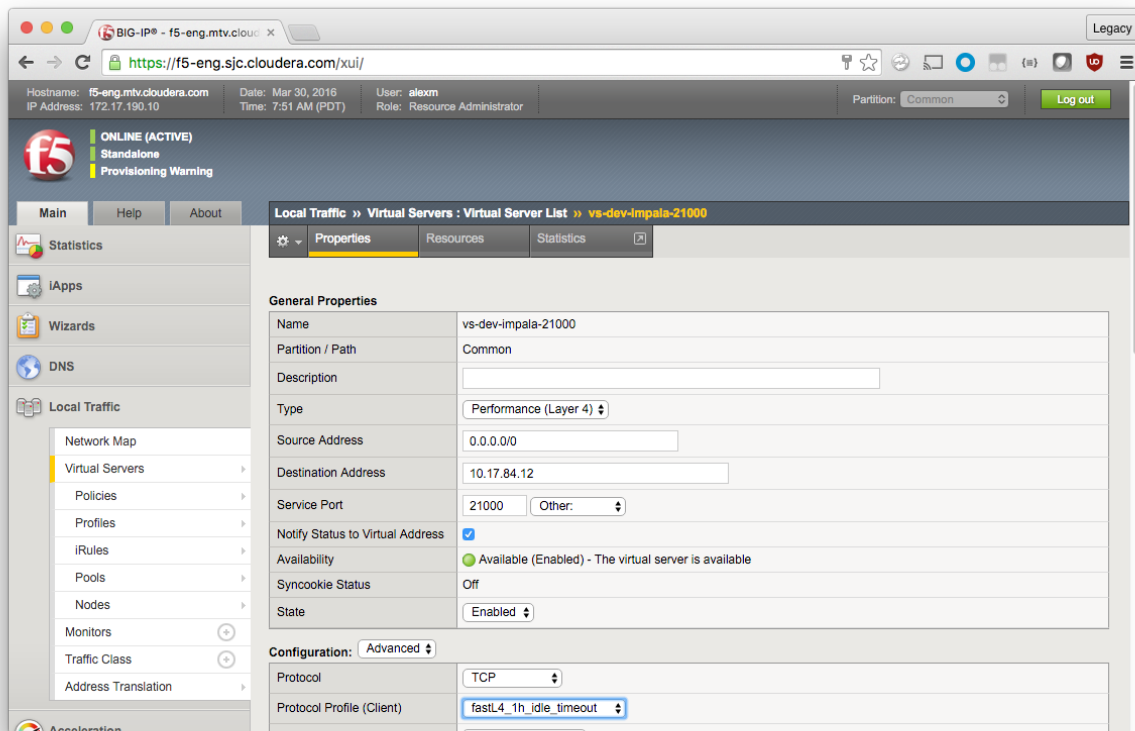 BIG-IP® - f5-eng.mtv.cloud
Legacy
https://f5-eng.sjc.cloudera.com/xui/
Hostname: f5-eng.mtv.cloudera.com
IP Address: 172.17.190.10
Date: Mar 30, 2016
Time: 7:51 AM (PDT)
User: alexm
Role: Resource Administrator
Partition: Common
Log out
f5
ONLINE (ACTIVE)
Standalone
Provisioning Warning
Main Help About
Local Traffic ›› Virtual Servers : Virtual Server List ›› vs-dev-impala-21000
Properties Resources Statistics
Statistics
iApps
Wizards
DNS
Local Traffic
Network Map
Virtual Servers
Policies
Profiles
iRules
Pools
Nodes
Monitors
Traffic Class
Address Translation
Acceleration
General Properties
Name vs-dev-impala-21000
Partition / Path Common
Description
Type Performance (Layer 4)
Source Address 0.0.0.0/0
Destination Address 10.17.84.12
Service Port 21000 Other:
Notify Status to Virtual Address
Availability Available (Enabled) - The virtual server is available
Syncookie Status Off
State Enabled
Configuration: Advanced
Protocol TCP
Protocol Profile (Client) fastL4_1h_idle_timeout